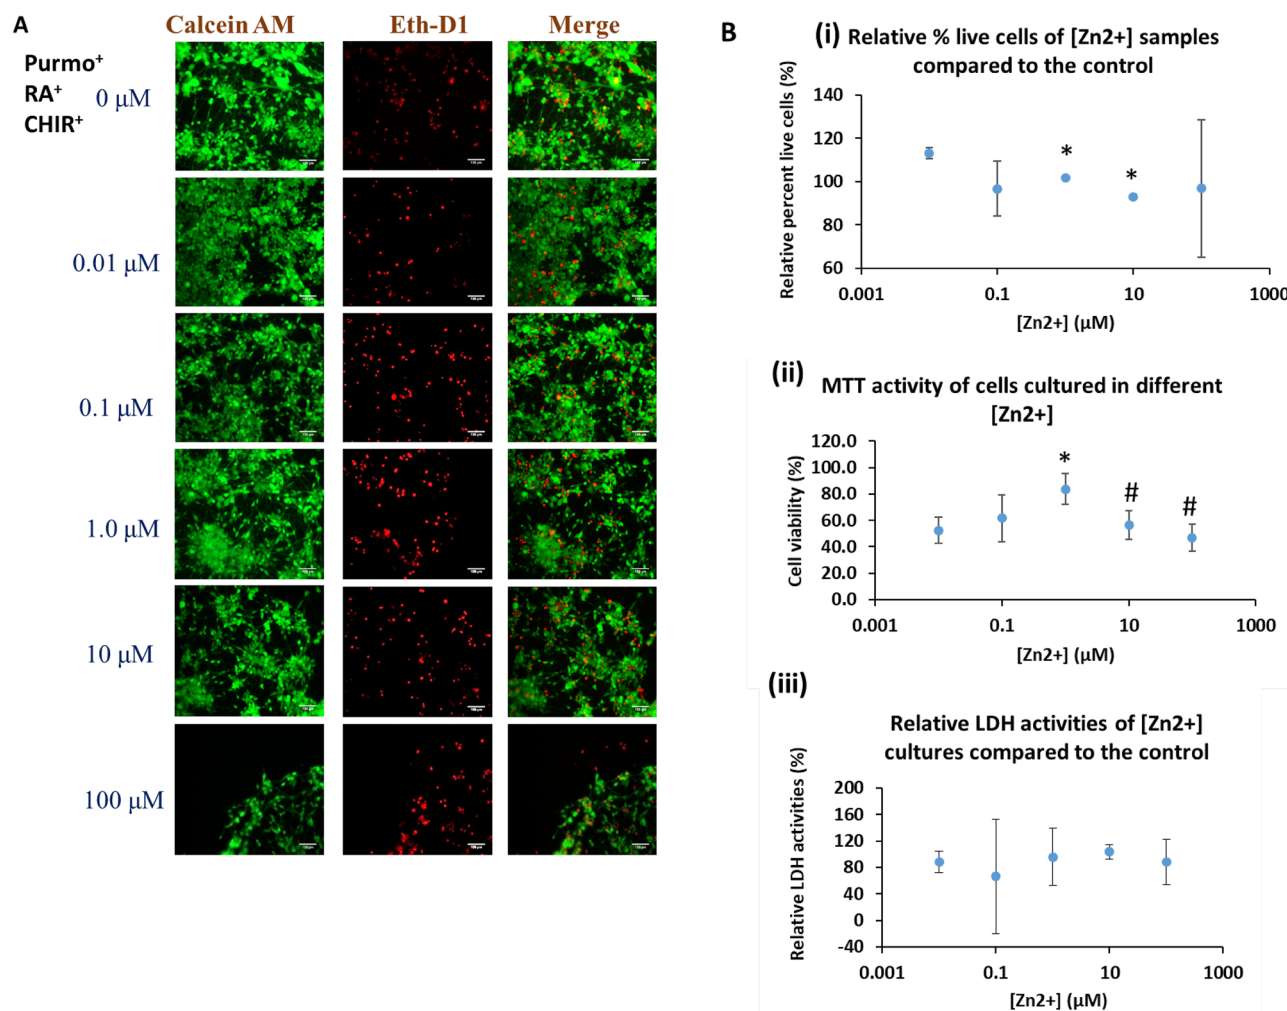 A
Calcein AM
Eth-D1
Merge
Purmo⁺
RA⁺
CHIR⁺
0 µM
0.01 µM
0.1 µM
1.0 µM
10 µM
100 µM
B
(i) Relative % live cells of [Zn2+] samples
compared to the control
Relative percent live cells (%)
140
120
100
80
60
*
*
0.001
0.1
10
1000
[Zn2+] (µM)
(ii)
MTT activity of cells cultured in different
[Zn2+]
Cell viability (%)
120.0
100.0
80.0
60.0
40.0
20.0
0.0
*
#
#
0.001
0.1
10
1000
[Zn2+] (µM)
(iii)
Relative LDH activities of [Zn2+]
cultures compared to the control
Relative LDH activities (%)
200
160
120
80
40
0
-40
0.001
0.1
10
1000
[Zn2+] (µM)